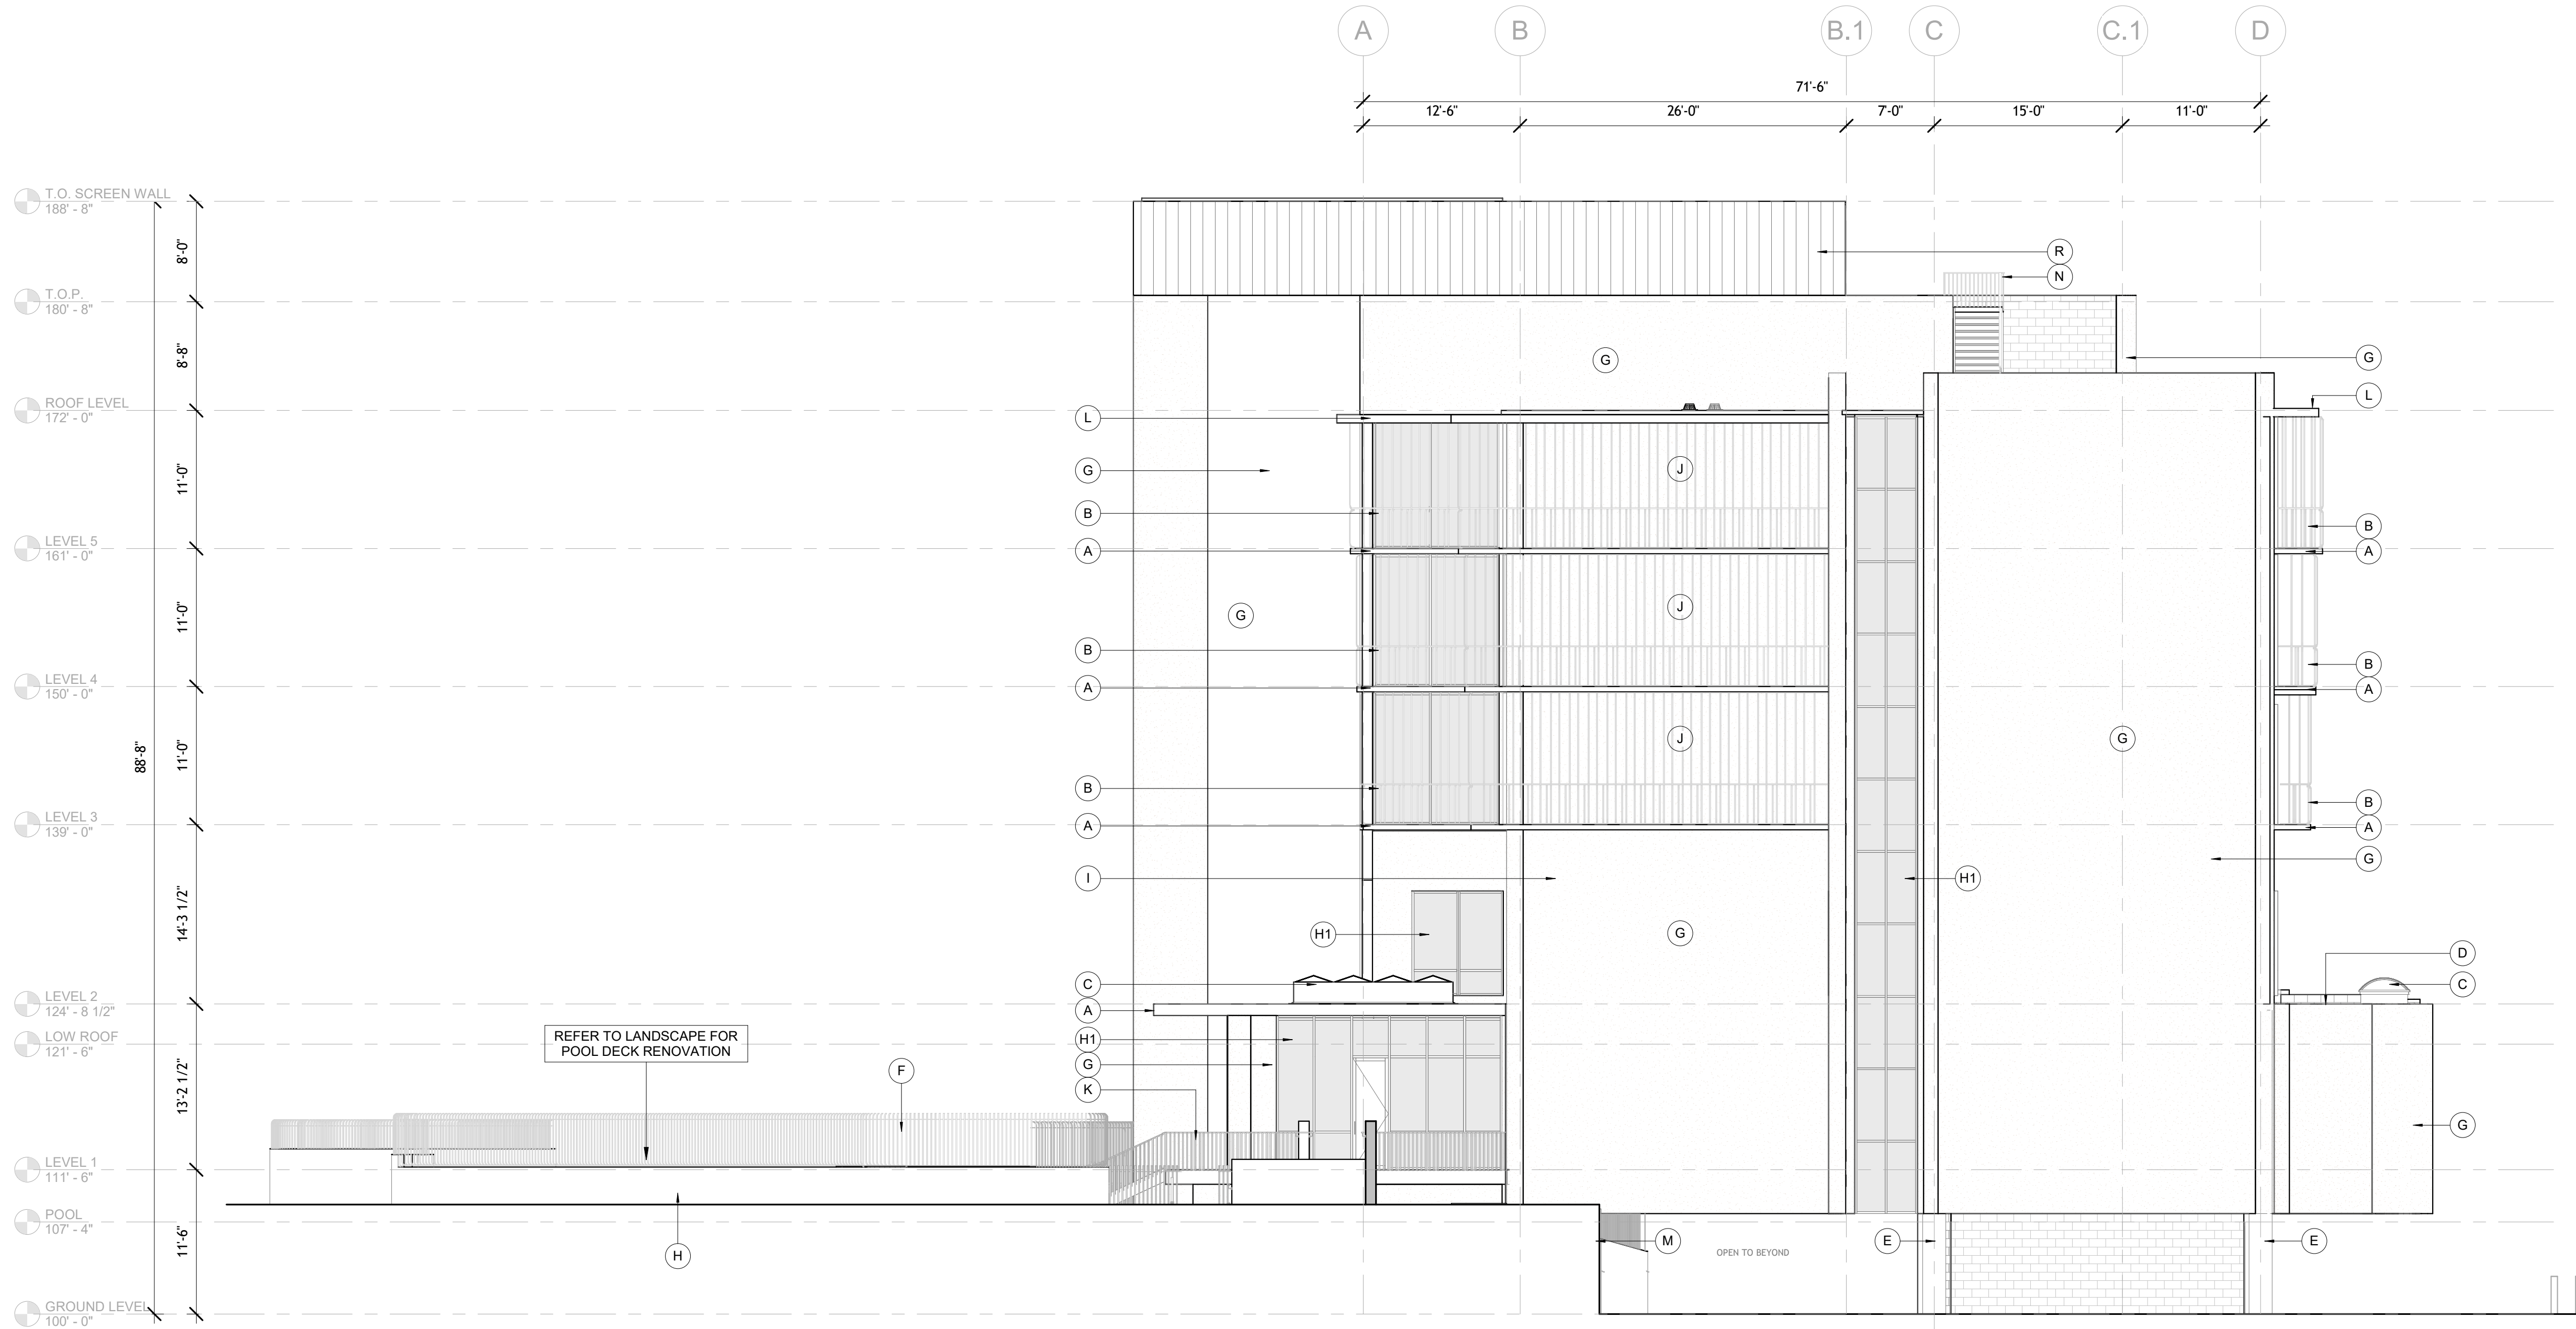 A
B
B.1
C
C.1
D
71'-6"
12'-6"
26'-0"
7'-0"
15'-0"
11'-0"
T.O. SCREEN WALL
188' - 8"
8'-0"
R
N
T.O.P.
180' - 8"
8'-8"
G
G
L
ROOF LEVEL
172' - 0"
L
11'-0"
G
J
B
B
LEVEL 5
161' - 0"
A
A
11'-0"
G
J
B
B
LEVEL 4
150' - 0"
A
A
11'-0"
88'-8"
J
G
B
B
LEVEL 3
139' - 0"
A
A
G
14'-3 1/2"
I
H1
H1
G
D
C
C
LEVEL 2
124' - 8 1/2"
A
LOW ROOF
121' - 6"
REFER TO LANDSCAPE FOR
POOL DECK RENOVATION
H1
G
F
K
13'-2 1/2"
G
LEVEL 1
111' - 6"
POOL
107' - 4"
11'-6"
H
M
OPEN TO BEYOND
E
E
GROUND LEVEL
100' - 0"